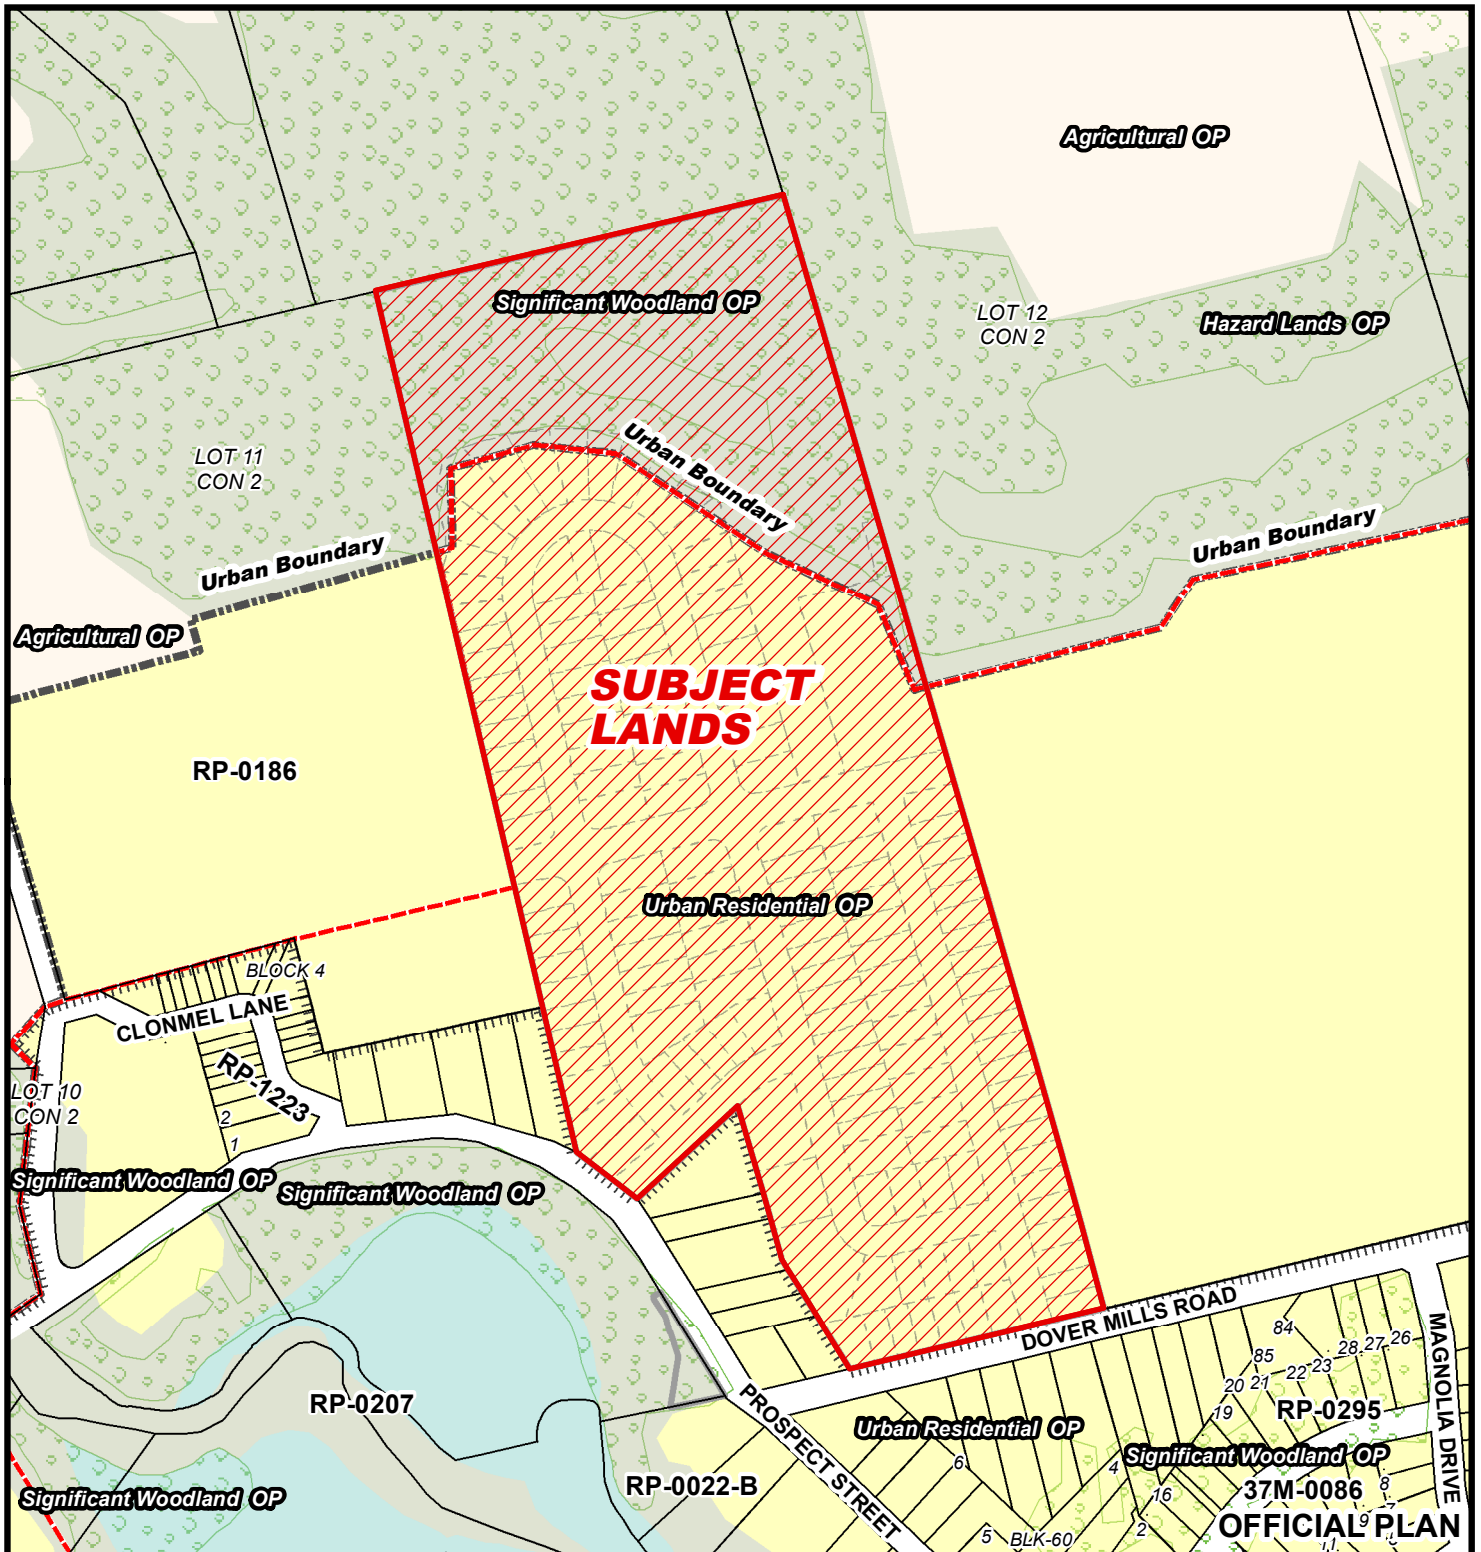 Agricultural OP
Significant Woodland OP
LOT 12
CON 2
Hazard Lands OP
LOT 11
CON 2
Urban Boundary
Urban Boundary
Urban Boundary
Agricultural OP
SUBJECT
LANDS
RP-0186
Urban Residential OP
BLOCK 4
CLONMEL LANE
RP-1223
LOT 10
CON 2
2
1
Significant Woodland OP
Significant Woodland OP
DOVER MILLS ROAD
MAGNOLIA DRIVE
84
85
28
27
26
22
23
20
21
19
RP-0207
PROSPECT STREET
RP-0295
Urban Residential OP
Significant Woodland OP
6
4
16
8
37M-0086
RP-0022-B
Significant Woodland OP
OFFICIAL PLAN
5
BLK-60
2
9
11